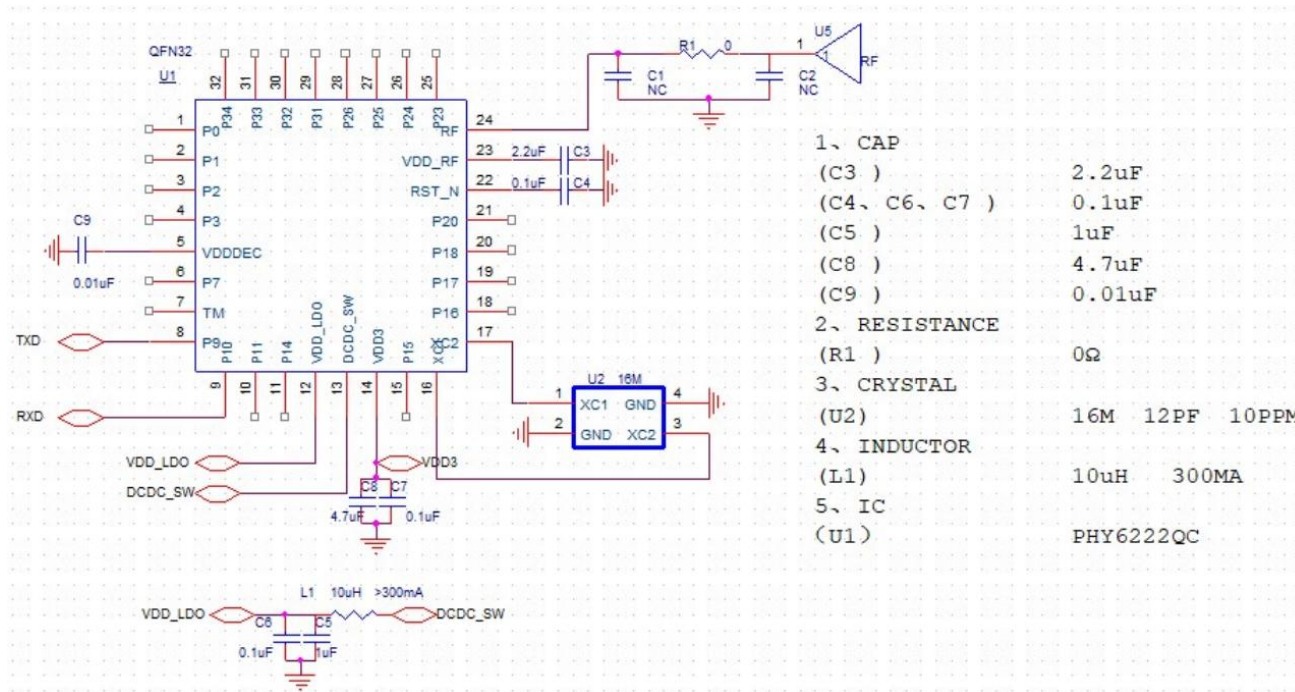 QFN32
U1
32
31
30
29
28
27
26
25
P34
P33
P32
P31
P26
P25
P24
P23
1
P0
2
P1
3
P2
4
P3
5
VDDDEC
6
P7
7
TM
8
P9
24
RF
23
VDD_RF
22
RST_N
21
P20
20
P18
19
P17
18
P16
17
XC2
P10
P11
P14
VDD_LDO
DCDC_SW
VDD3
P15
9
10
11
12
13
14
15
16
C9
0.01uF
TXD
RXD
2.2uF C3
0.1uF C4
R1 0
C1
NC
C2
NC
U5
1
1
RF
U2 16M
1 XC1 GND 4
2 GND XC2 3
VDD_LDO
DCDC_SW
VDD3
C8 C7
4.7uF 0.1uF
L1 10uH >300mA
VDD_LDO
DCDC_SW
C6 C5
0.1uF 1uF
1、CAP
(C3 ) 2.2uF
(C4、C6、C7 ) 0.1uF
(C5 ) 1uF
(C8 ) 4.7uF
(C9 ) 0.01uF
2、RESISTANCE
(R1 ) 0Ω
3、CRYSTAL
(U2) 16M 12PF 10PPM
4、INDUCTOR
(L1) 10uH 300MA
5、IC
(U1) PHY6222QC